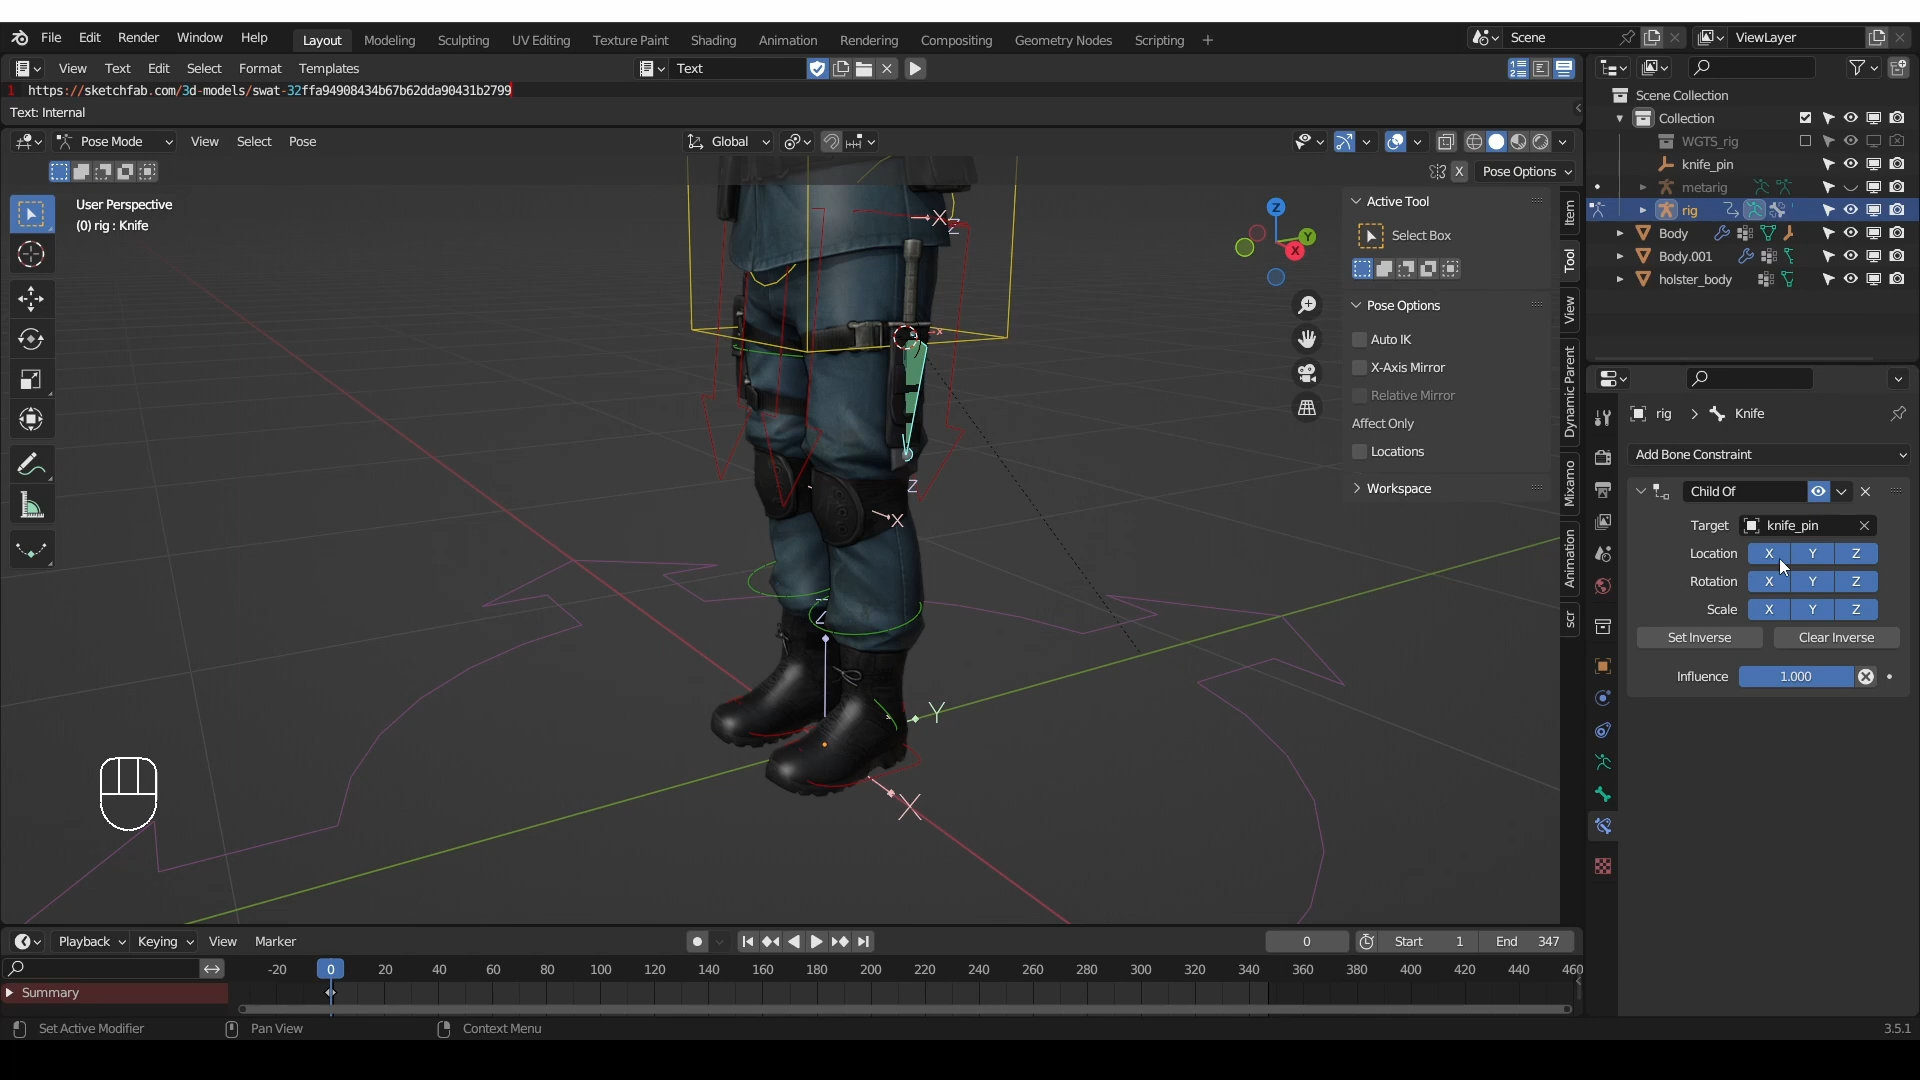 File Edit Render Window Help Layout Modeling Sculpting UV Editing Texture Paint Shading Animation Rendering Compositing Geometry Nodes Scripting + Scene ViewLayer
View Text Edit Select Format Templates Text
1 https://sketchfab.com/3d-models/swat-32ffa94908434b67b62dda90431b2799
Text: Internal
Pose Mode View Select Pose Global
X Pose Options
User Perspective
(0) rig : Knife
Z
Y
X
X
Z
x
Z
X
Z
Y
X
Active Tool
Select Box
Pose Options
Auto IK
X-Axis Mirror
Relative Mirror
Affect Only
Locations
Workspace
Item
Tool
View
Dynamic Parent
Mixamo
Animation
scr
Scene Collection
Collection
WGTS_rig
knife_pin
metarig
rig
Body
Body.001
holster_body
rig > Knife
Add Bone Constraint
Child Of
Target knife_pin
Location X Y Z
Rotation X Y Z
Scale X Y Z
Set Inverse Clear Inverse
Influence 1.000
Playback Keying View Marker 0 Start 1 End 347
-20 0 20 40 60 80 100 120 140 160 180 200 220 240 260 280 300 320 340 360 380 400 420 440 460
Summary
Set Active Modifier Pan View Context Menu 3.5.1